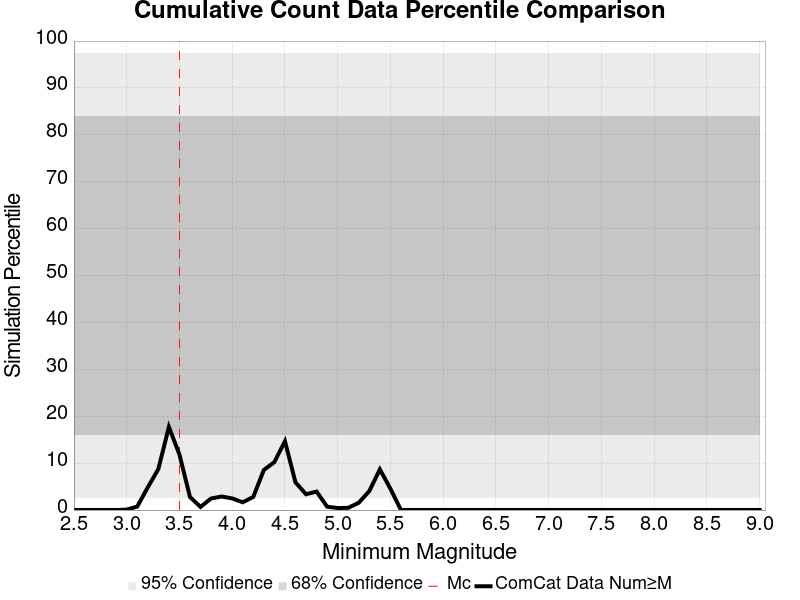 Cumulative Count Data Percentile Comparison
100
90
80
70
60
50
40
30
20
10
0
Simulation Percentile
2.5 3.0 3.5 4.0 4.5 5.0 5.5 6.0 6.5 7.0 7.5 8.0 8.5 9.0
Minimum Magnitude
95% Confidence 68% Confidence Mc ComCat Data Num≥M